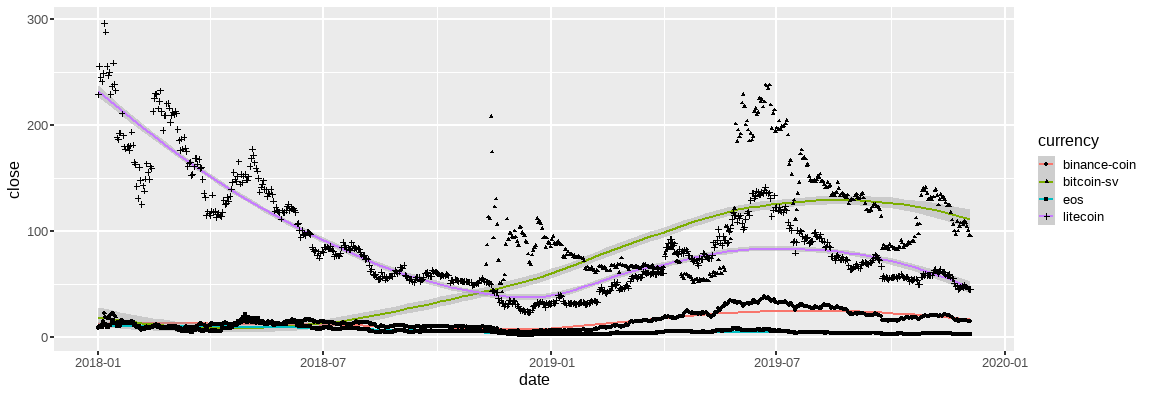 300
200
100
0
close
2018-01
2018-07
2019-01
2019-07
2020-01
date
currency
binance-coin
bitcoin-sv
eos
litecoin